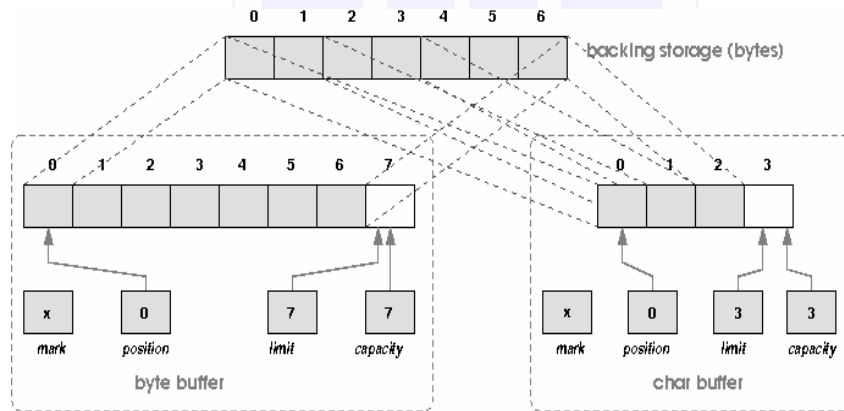 0 1 2 3 4 5 6
backing storage (bytes)
0 1 2 3 4 5 6 7
0 1 2 3
x 0 7 7
mark position limit capacity
byte buffer
x 0 3 3
mark position limit capacity
char buffer